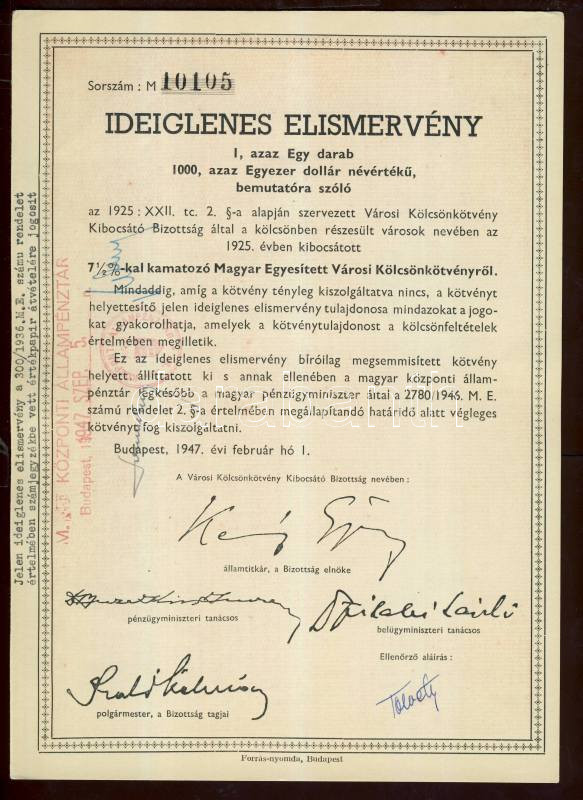 Sorszám : M 10105
IDEIGLENES ELISMERVÉNY
1, azaz Egy darab
1000, azaz Egyezer dollár névértékű,
bemutatóra szóló
az 1925 : XXII. tc. 2. §-a alapján szervezett Városi Kölcsönkötvény
Kibocsátó Bizottság által a kölcsönben részesült városok nevében az
1925. évben kibocsátott
7½%-kal kamatozó Magyar Egyesített Városi Kölcsönkötvényről.
Mindaddig, amíg a kötvény tényleg kiszolgáltatva nincs, a kötvényt
helyettesítő jelen ideiglenes elismervény tulajdonosa mindazokat a jogo-
kat gyakorolhatja, amelyek a kötvénytulajdonost a kölcsönfeltételek
értelmében megilletik.
Ez az ideiglenes elismervény bíróilag megsemmisített kötvény
helyett állíttatott ki s annak ellenében a magyar központi állam-
pénztár legkésőbb a magyar pénzügyminiszter által a 2780/1946. M. E.
számú rendelet 2. §-a értelmében megállapítandó határidő alatt végleges
kötvényt fog kiszolgáltatni.
Budapest, 1947. évi február hó 1.
A Városi Kölcsönkötvény Kibocsátó Bizottság nevében :
államtitkár, a Bizottság elnöke
pénzügyminiszteri tanácsos
belügyminiszteri tanácsos
Ellenőrző aláírás :
polgármester, a Bizottság tagjai
Forrás-nyomda, Budapest
Jelen ideiglenes elismervény a 300/1936.M.E. számu rendelet
értelmében számjegyzékbe vett értékpapir átvételére jogosit
KÖZPONTI ÁLLAMPÉNZTÁR
Budapest, 1947. SZEP. 5.